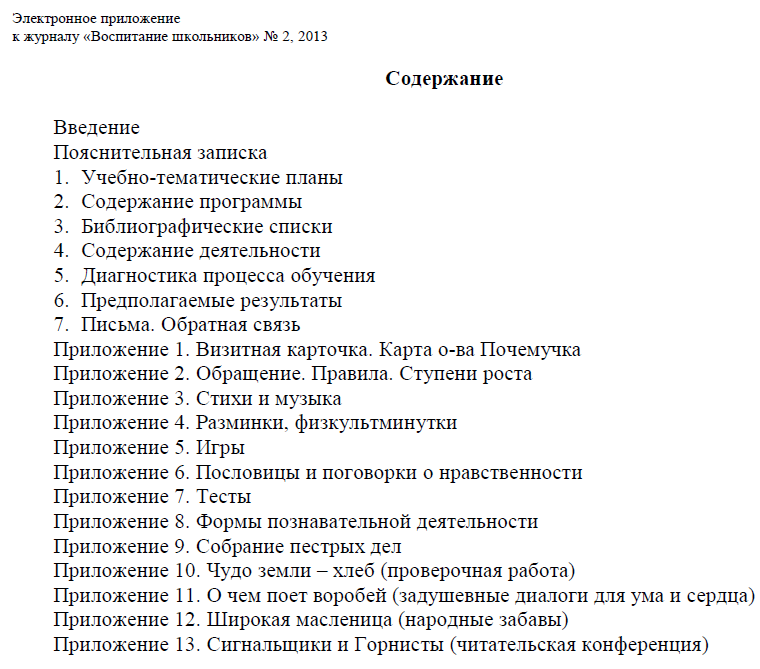 Электронное приложение
к журналу «Воспитание школьников» № 2, 2013
Содержание
Введение
Пояснительная записка
1. Учебно-тематические планы
2. Содержание программы
3. Библиографические списки
4. Содержание деятельности
5. Диагностика процесса обучения
6. Предполагаемые результаты
7. Письма. Обратная связь
Приложение 1. Визитная карточка. Карта о-ва Почемучка
Приложение 2. Обращение. Правила. Ступени роста
Приложение 3. Стихи и музыка
Приложение 4. Разминки, физкультминутки
Приложение 5. Игры
Приложение 6. Пословицы и поговорки о нравственности
Приложение 7. Тесты
Приложение 8. Формы познавательной деятельности
Приложение 9. Собрание пестрых дел
Приложение 10. Чудо земли – хлеб (проверочная работа)
Приложение 11. О чем поет воробей (задушевные диалоги для ума и сердца)
Приложение 12. Широкая масленица (народные забавы)
Приложение 13. Сигнальщики и Горнисты (читательская конференция)